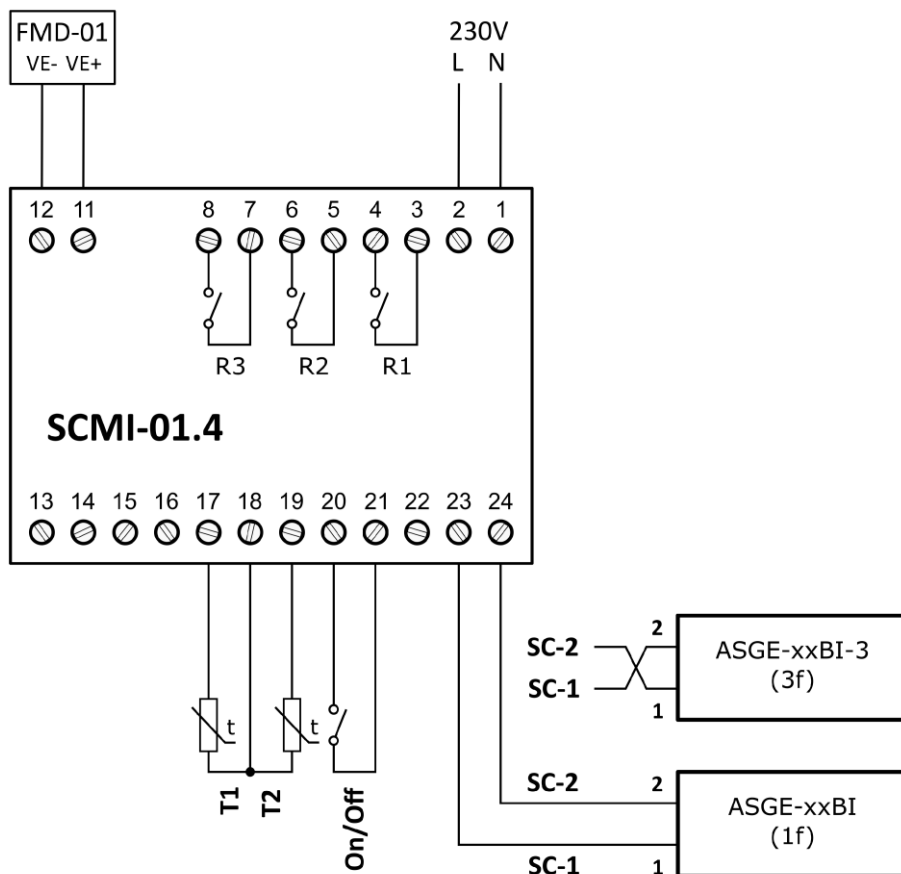 FMD-01
VE- VE+
230V
L N
12 11 8 7 6 5 4 3 2 1
R3 R2 R1
SCMI-01.4
13 14 15 16 17 18 19 20 21 22 23 24
t t
T1 T2 On/Off
SC-2 2
SC-1 1
ASGE-xxBI-3
(3f)
SC-2 2
SC-1 1
ASGE-xxBI
(1f)